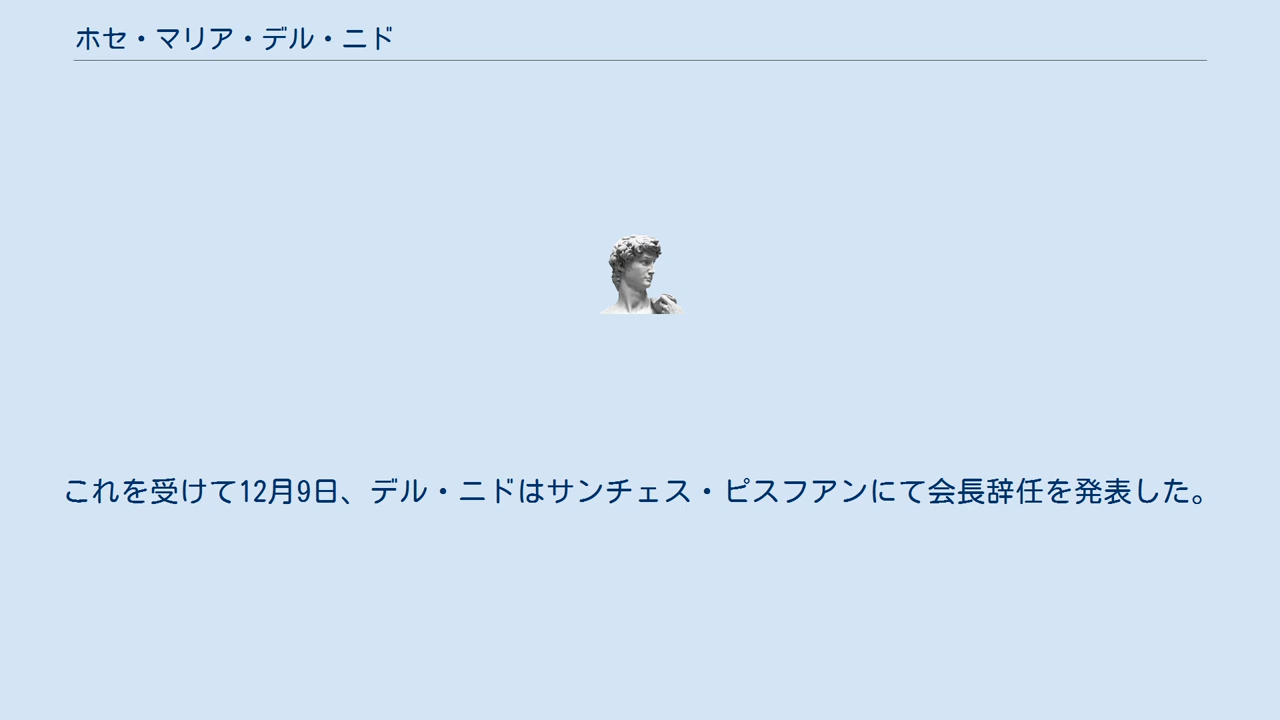 ホセ・マリア・デル・ニド
これを受けて12月9日、デル・ニドはサンチェス・ピスフアンにて会長辞任を発表した。